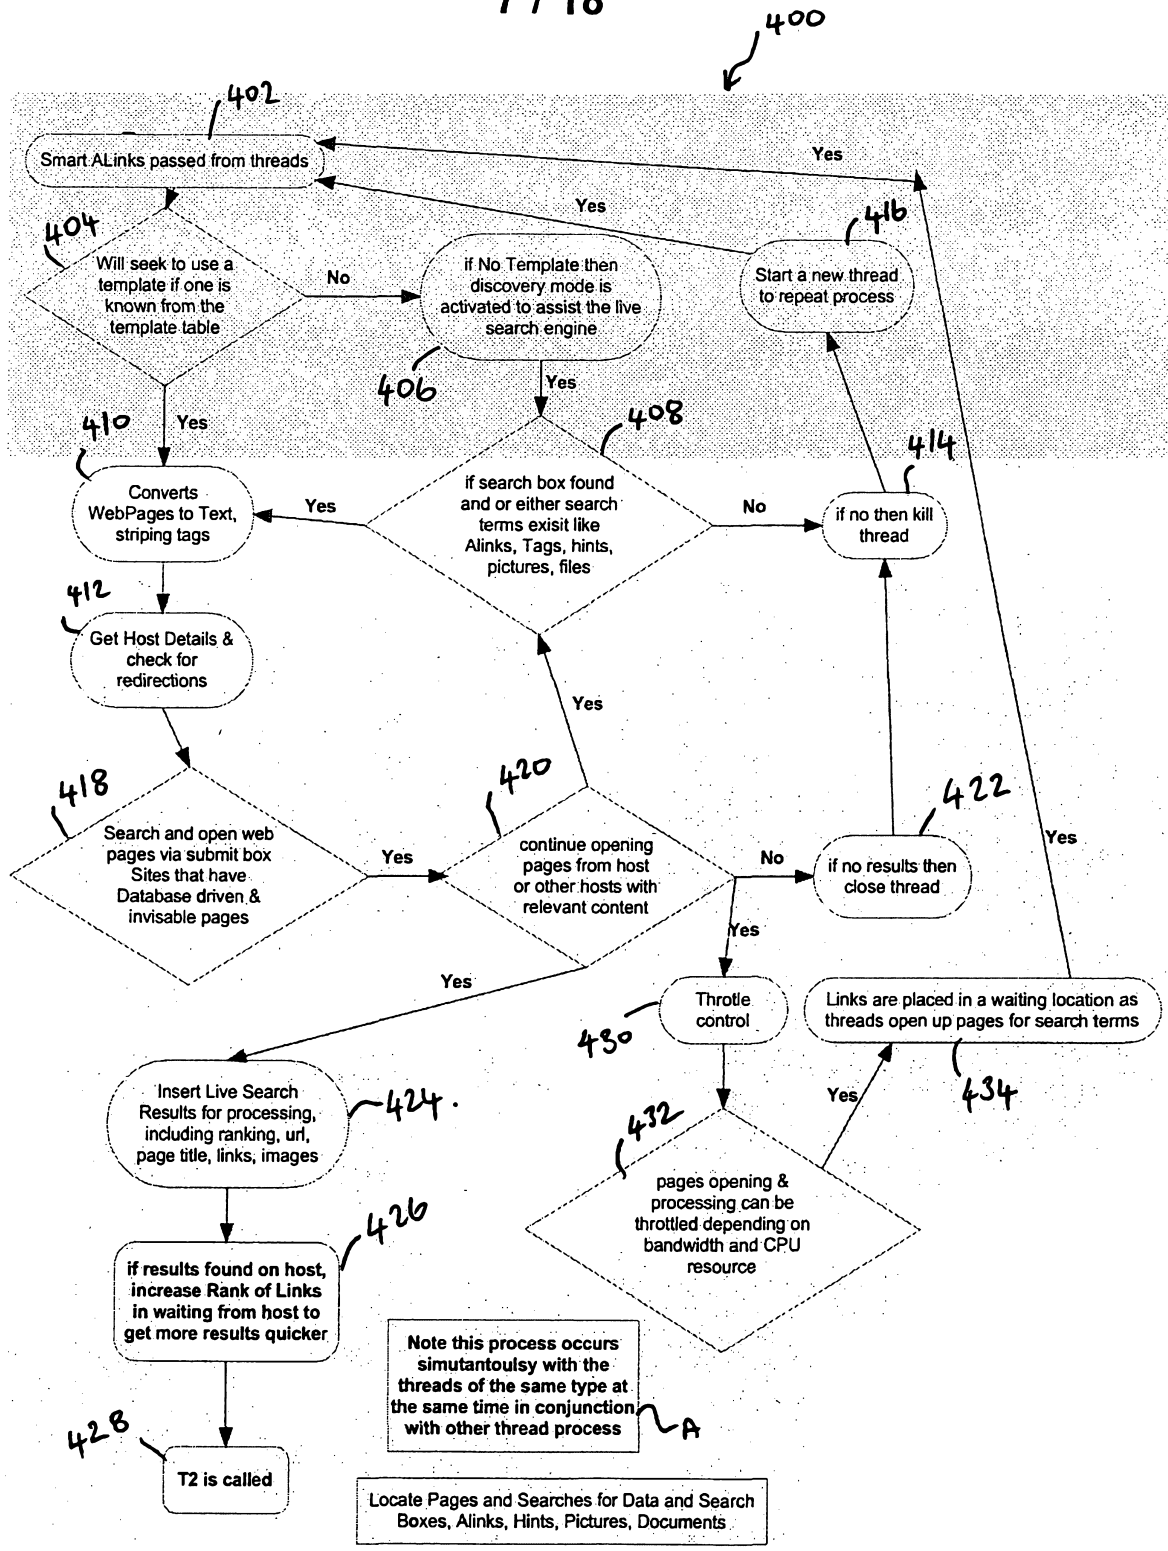 400
402
Smart ALinks passed from threads
Yes
Yes
416
404
Will seek to use a
template if one is
known from the
template table
No
if No Template then
discovery mode is
activated to assist the live
search engine
Start a new thread
to repeat process
406
Yes
Yes
408
410
414
Converts
WebPages to Text,
striping tags
Yes
if search box found
and or either search
terms exisit like
Alinks, Tags, hints,
pictures, files
No
if no then kill
thread
412
Get Host Details &
check for
redirections
Yes
418
420
422
Search and open web
pages via submit box
Sites that have
Database driven &
invisable pages
Yes
continue opening
pages from host
or other hosts with
relevant content
No
if no results then
close thread
Yes
Yes
Yes
Throtle
control
430
Links are placed in a waiting location as
threads open up pages for search terms
434
Insert Live Search
Results for processing,
including ranking, url,
page title, links, images
424.
Yes
432
pages opening &
processing can be
throttled depending on
bandwidth and CPU
resource
426
if results found on host,
increase Rank of Links
in waiting from host to
get more results quicker
Note this process occurs
simutantoulsy with the
threads of the same type at
the same time in conjunction
with other thread process
A
428
T2 is called
Locate Pages and Searches for Data and Search
Boxes, Alinks, Hints, Pictures, Documents